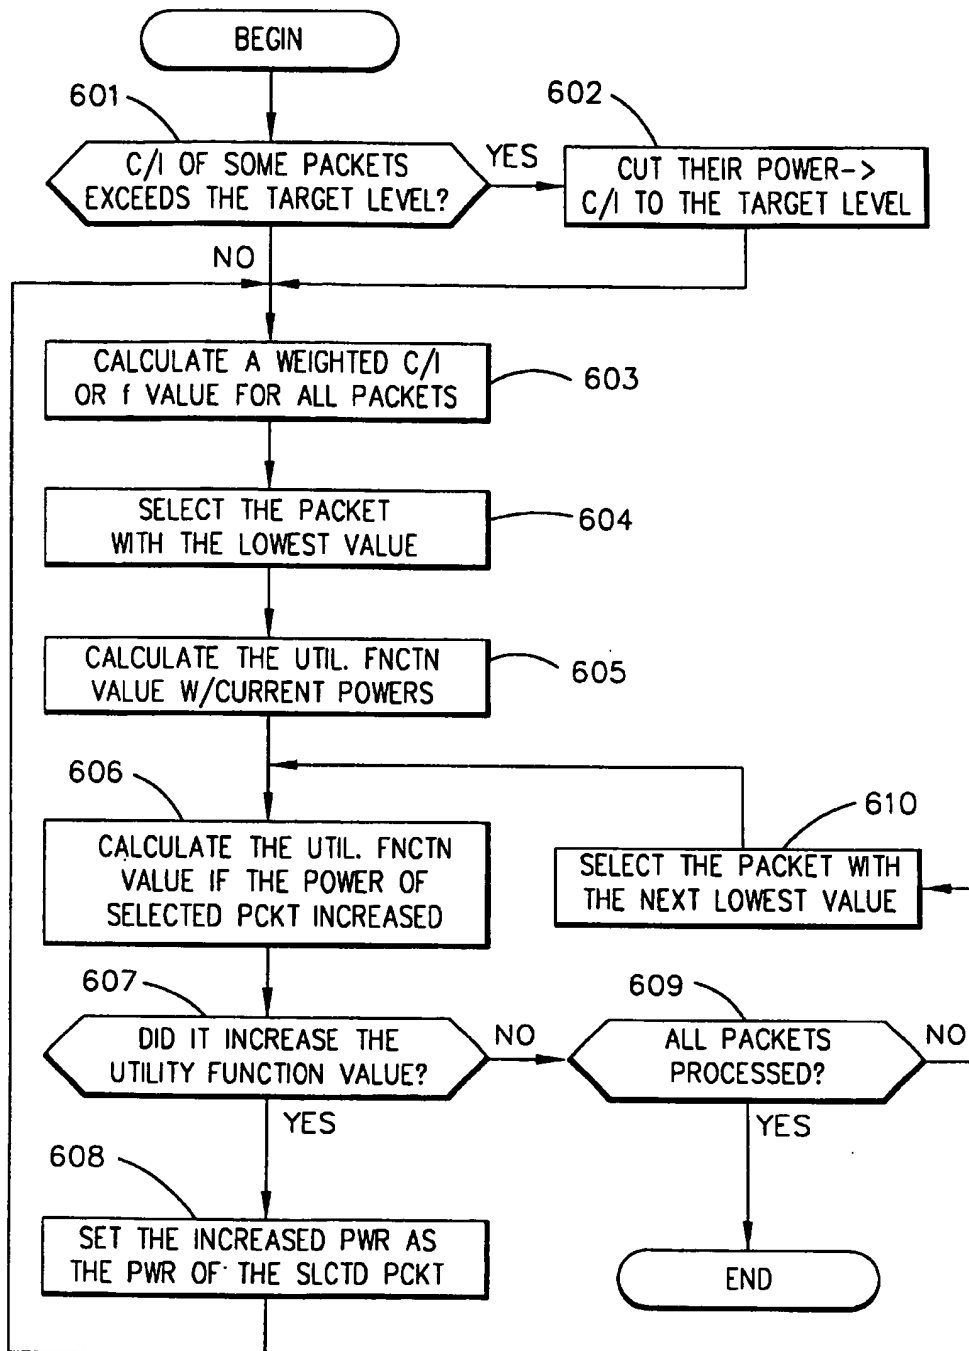 BEGIN
601
C/I OF SOME PACKETS
EXCEEDS THE TARGET LEVEL?
YES
602
CUT THEIR POWER->
C/I TO THE TARGET LEVEL
NO
CALCULATE A WEIGHTED C/I
OR f VALUE FOR ALL PACKETS
603
SELECT THE PACKET
WITH THE LOWEST VALUE
604
CALCULATE THE UTIL. FNCTN
VALUE W/CURRENT POWERS
605
606
CALCULATE THE UTIL. FNCTN
VALUE IF THE POWER OF
SELECTED PCKT INCREASED
610
SELECT THE PACKET WITH
THE NEXT LOWEST VALUE
607
DID IT INCREASE THE
UTILITY FUNCTION VALUE?
NO
609
ALL PACKETS
PROCESSED?
NO
YES
YES
608
SET THE INCREASED PWR AS
THE PWR OF THE SLCTD PCKT
END